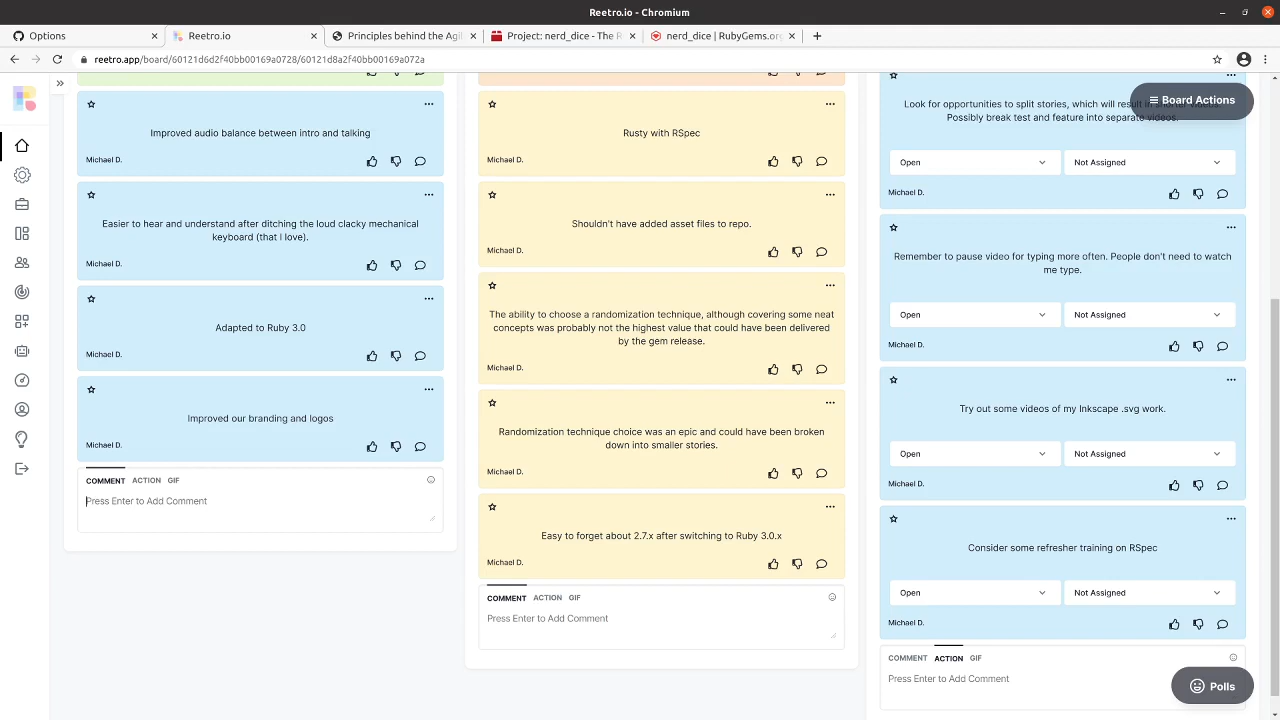 Reetro.io - Chromium
Options
Reetro.io
Principles behind the Agil
Project: nerd_dice - The R
nerd_dice | RubyGems.org
reetro.app/board/60121d6d2f40bb00169a0728/60121d8a2f40bb00169a072a
Board Actions
Improved audio balance between intro and talking
Michael D.
Easier to hear and understand after ditching the loud clacky mechanical
keyboard (that I love).
Michael D.
Adapted to Ruby 3.0
Michael D.
Improved our branding and logos
Michael D.
COMMENT ACTION GIF
Press Enter to Add Comment
Rusty with RSpec
Michael D.
Shouldn't have added asset files to repo.
Michael D.
The ability to choose a randomization technique, although covering some neat
concepts was probably not the highest value that could have been delivered
by the gem release.
Michael D.
Randomization technique choice was an epic and could have been broken
down into smaller stories.
Michael D.
Easy to forget about 2.7.x after switching to Ruby 3.0.x
Michael D.
COMMENT ACTION GIF
Press Enter to Add Comment
Look for opportunities to split stories, which will result in shorter videos.
Possibly break test and feature into separate videos.
Open Not Assigned
Michael D.
Remember to pause video for typing more often. People don't need to watch
me type.
Open Not Assigned
Michael D.
Try out some videos of my Inkscape .svg work.
Open Not Assigned
Michael D.
Consider some refresher training on RSpec
Open Not Assigned
Michael D.
COMMENT ACTION GIF
Press Enter to Add Comment
Polls